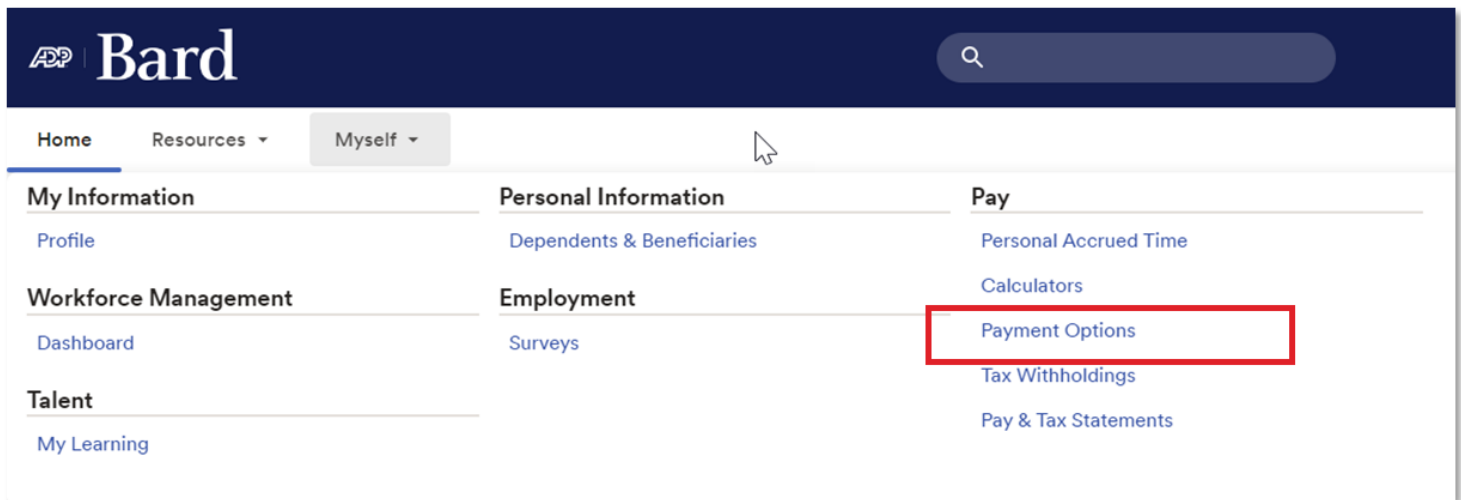 ADP Bard
Home Resources Myself
My Information
Profile
Workforce Management
Dashboard
Talent
My Learning
Personal Information
Dependents & Beneficiaries
Employment
Surveys
Pay
Personal Accrued Time
Calculators
Payment Options
Tax Withholdings
Pay & Tax Statements